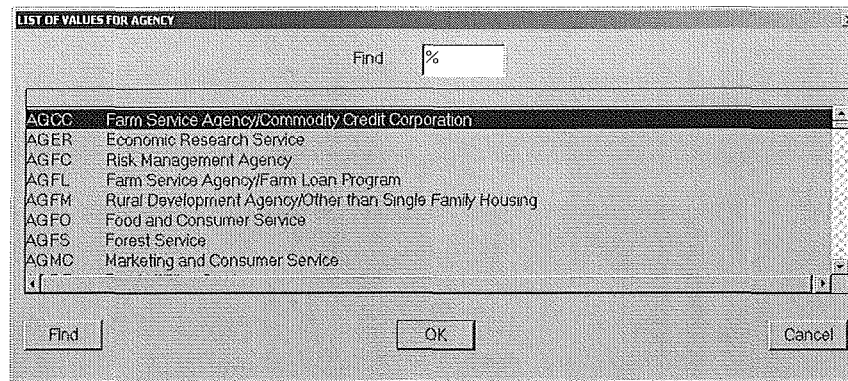 LIST OF VALUES FOR AGENCY
Find %
AGCC Farm Service Agency/Commodity Credit Corporation
AGER Economic Research Service
AGFC Risk Management Agency
AGFL Farm Service Agency/Farm Loan Program
AGFM Rural Development Agency/Other than Single Family Housing
AGFO Food and Consumer Service
AGFS Forest Service
AGMC Marketing and Consumer Service
Find OK Cancel